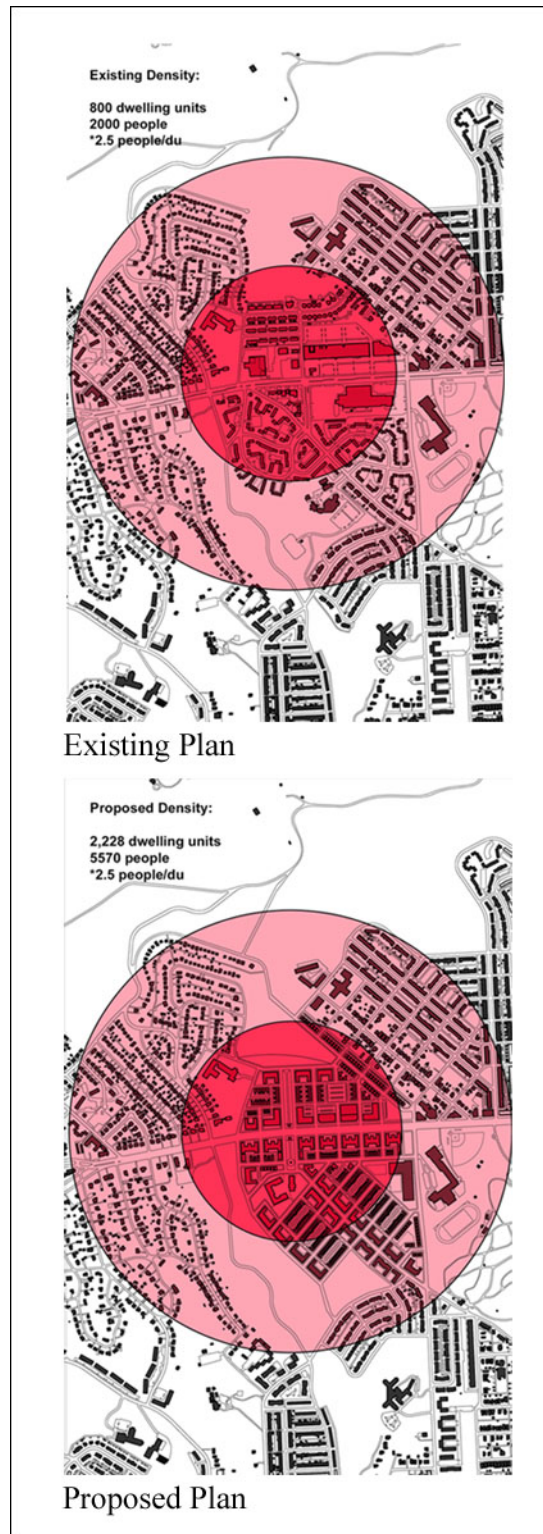 Existing Density:
800 dwelling units
2000 people
*2.5 people/du
Existing Plan
Proposed Density:
2,228 dwelling units
5570 people
*2.5 people/du
Proposed Plan